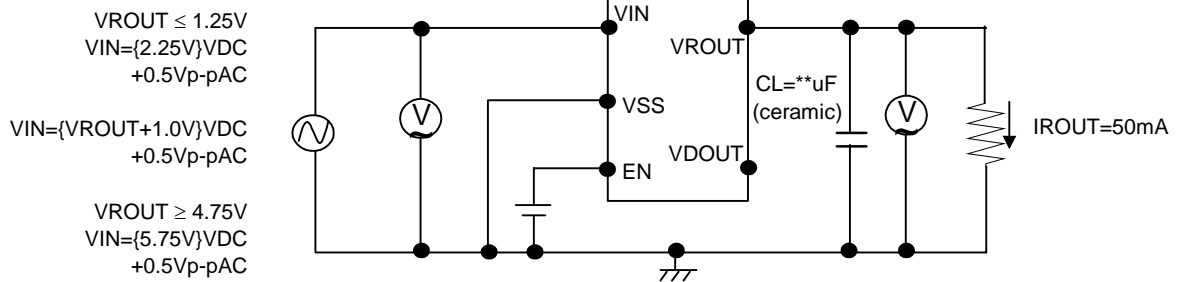 VROUT ≤ 1.25V
VIN={2.25V}VDC
+0.5Vp-pAC
VIN={VROUT+1.0V}VDC
+0.5Vp-pAC
VROUT ≥ 4.75V
VIN={5.75V}VDC
+0.5Vp-pAC
V
VIN
VSS
EN
VROUT
VDOUT
CL=**uF
(ceramic)
V
IROUT=50mA